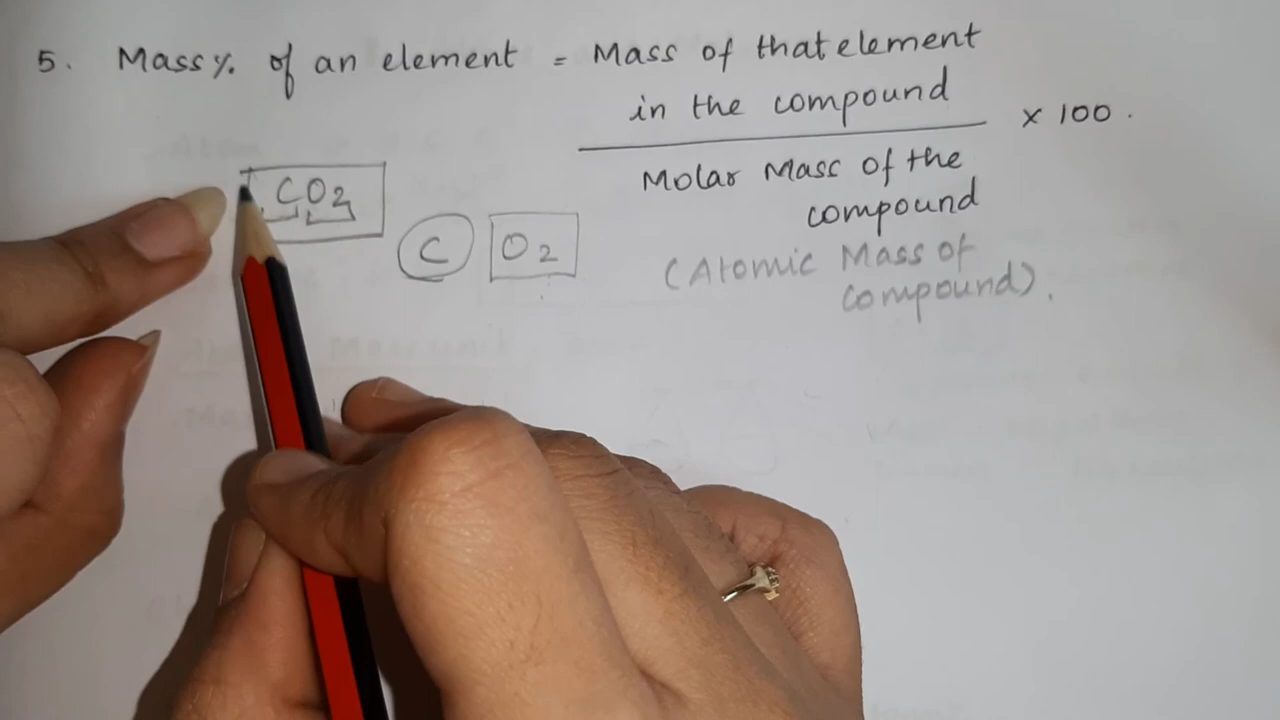 5. Mass % of an element = Mass of that element
in the compound
x 100.
Molar Mass of the
compound
CO2
C O2
(Atomic Mass of
compound).